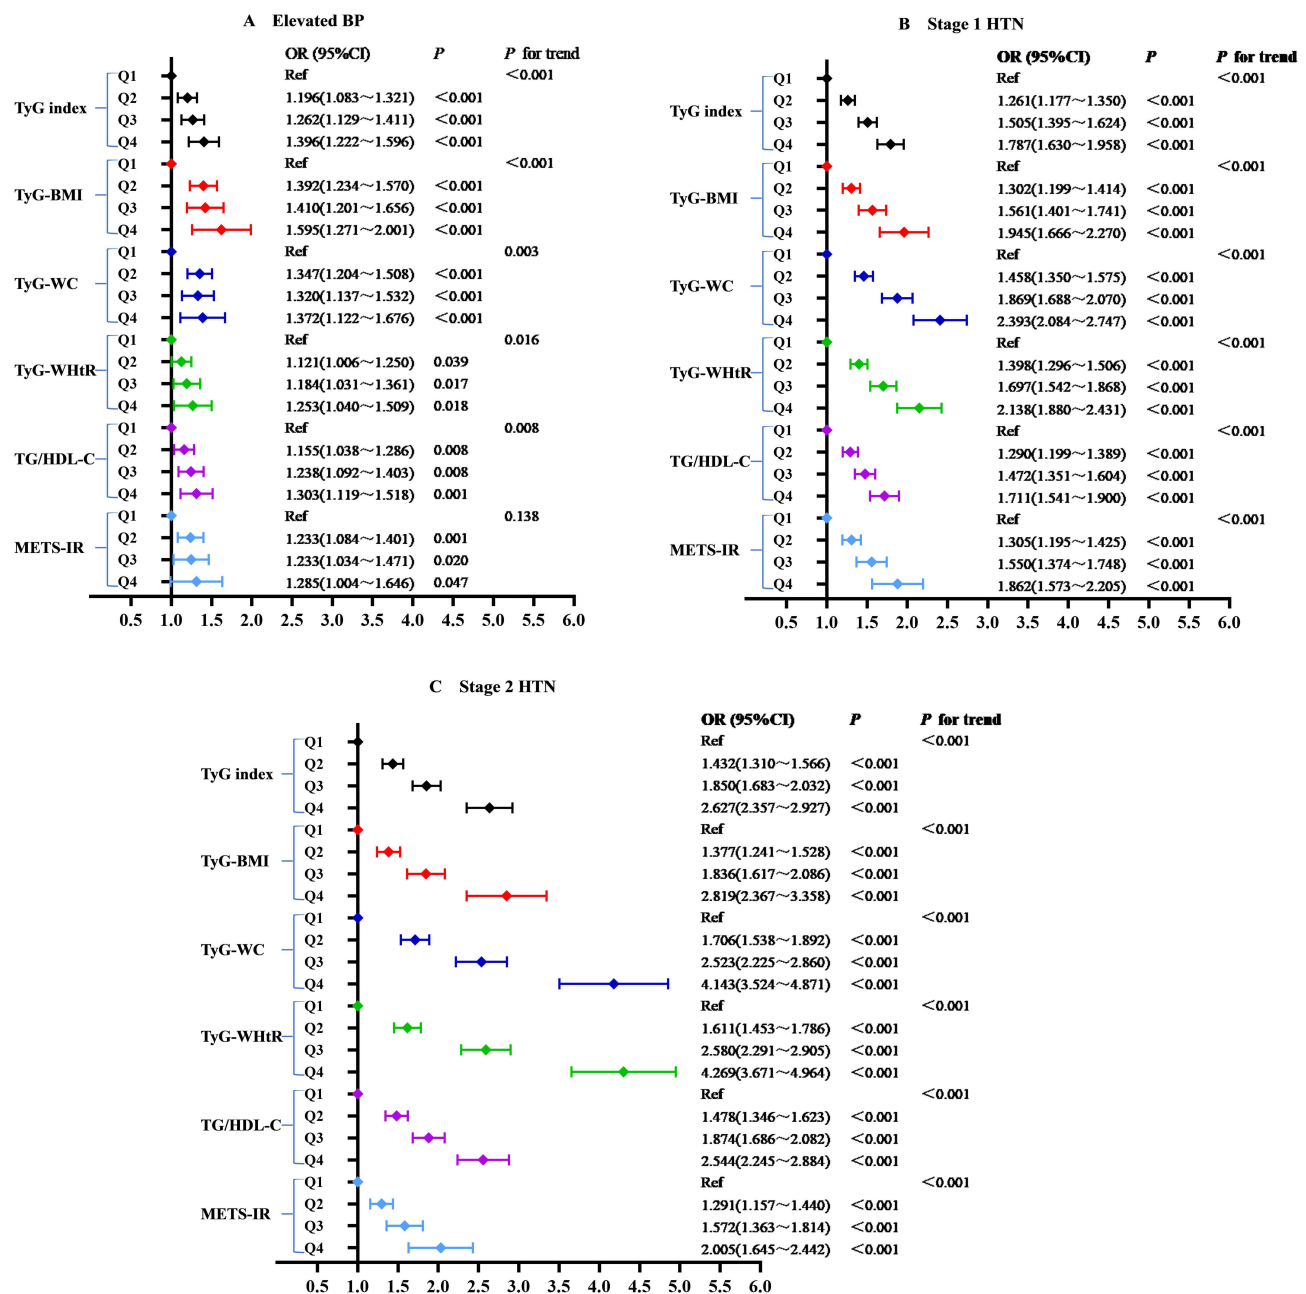 A Elevated BP
OR (95%CI) P P for trend
TyG index
Q1 Ref <0.001
Q2 1.196(1.083～1.321) <0.001
Q3 1.262(1.129～1.411) <0.001
Q4 1.396(1.222～1.596) <0.001
TyG-BMI
Q1 Ref <0.001
Q2 1.392(1.234～1.570) <0.001
Q3 1.410(1.201～1.656) <0.001
Q4 1.595(1.271～2.001) <0.001
TyG-WC
Q1 Ref 0.003
Q2 1.347(1.204～1.508) <0.001
Q3 1.320(1.137～1.532) <0.001
Q4 1.372(1.122～1.676) <0.001
TyG-WHtR
Q1 Ref 0.016
Q2 1.121(1.006～1.250) 0.039
Q3 1.184(1.031～1.361) 0.017
Q4 1.253(1.040～1.509) 0.018
TG/HDL-C
Q1 Ref 0.008
Q2 1.155(1.038～1.286) 0.008
Q3 1.238(1.092～1.403) 0.008
Q4 1.303(1.119～1.518) 0.001
METS-IR
Q1 Ref 0.138
Q2 1.233(1.084～1.401) 0.001
Q3 1.233(1.034～1.471) 0.020
Q4 1.285(1.004～1.646) 0.047
0.5 1.0 1.5 2.0 2.5 3.0 3.5 4.0 4.5 5.0 5.5 6.0
B Stage 1 HTN
OR (95%CI) P P for trend
TyG index
Q1 Ref <0.001
Q2 1.261(1.177～1.350) <0.001
Q3 1.505(1.395～1.624) <0.001
Q4 1.787(1.630～1.958) <0.001
TyG-BMI
Q1 Ref <0.001
Q2 1.302(1.199～1.414) <0.001
Q3 1.561(1.401～1.741) <0.001
Q4 1.945(1.666～2.270) <0.001
TyG-WC
Q1 Ref <0.001
Q2 1.458(1.350～1.575) <0.001
Q3 1.869(1.688～2.070) <0.001
Q4 2.393(2.084～2.747) <0.001
TyG-WHtR
Q1 Ref <0.001
Q2 1.398(1.296～1.506) <0.001
Q3 1.697(1.542～1.868) <0.001
Q4 2.138(1.880～2.431) <0.001
TG/HDL-C
Q1 Ref <0.001
Q2 1.290(1.199～1.389) <0.001
Q3 1.472(1.351～1.604) <0.001
Q4 1.711(1.541～1.900) <0.001
METS-IR
Q1 Ref <0.001
Q2 1.305(1.195～1.425) <0.001
Q3 1.550(1.374～1.748) <0.001
Q4 1.862(1.573～2.205) <0.001
0.5 1.0 1.5 2.0 2.5 3.0 3.5 4.0 4.5 5.0 5.5 6.0
C Stage 2 HTN
OR (95%CI) P P for trend
TyG index
Q1 Ref <0.001
Q2 1.432(1.310～1.566) <0.001
Q3 1.850(1.683～2.032) <0.001
Q4 2.627(2.357～2.927) <0.001
TyG-BMI
Q1 Ref <0.001
Q2 1.377(1.241～1.528) <0.001
Q3 1.836(1.617～2.086) <0.001
Q4 2.819(2.367～3.358) <0.001
TyG-WC
Q1 Ref <0.001
Q2 1.706(1.538～1.892) <0.001
Q3 2.523(2.225～2.860) <0.001
Q4 4.143(3.524～4.871) <0.001
TyG-WHtR
Q1 Ref <0.001
Q2 1.611(1.453～1.786) <0.001
Q3 2.580(2.291～2.905) <0.001
Q4 4.269(3.671～4.964) <0.001
TG/HDL-C
Q1 Ref <0.001
Q2 1.478(1.346～1.623) <0.001
Q3 1.874(1.686～2.082) <0.001
Q4 2.544(2.245～2.884) <0.001
METS-IR
Q1 Ref <0.001
Q2 1.291(1.157～1.440) <0.001
Q3 1.572(1.363～1.814) <0.001
Q4 2.005(1.645～2.442) <0.001
0.5 1.0 1.5 2.0 2.5 3.0 3.5 4.0 4.5 5.0 5.5 6.0